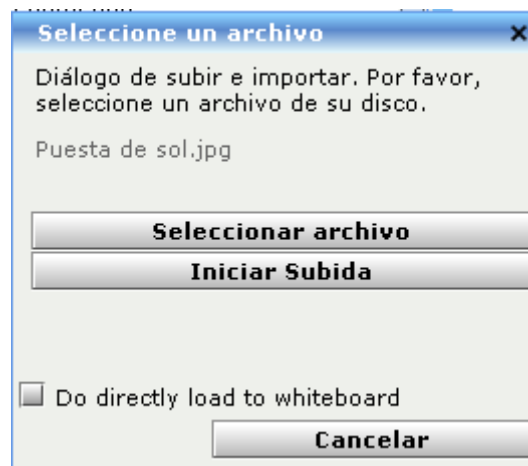 Seleccione un archivo
Diálogo de subir e importar. Por favor,
seleccione un archivo de su disco.
Puesta de sol.jpg
Seleccionar archivo
Iniciar Subida
Do directly load to whiteboard
Cancelar